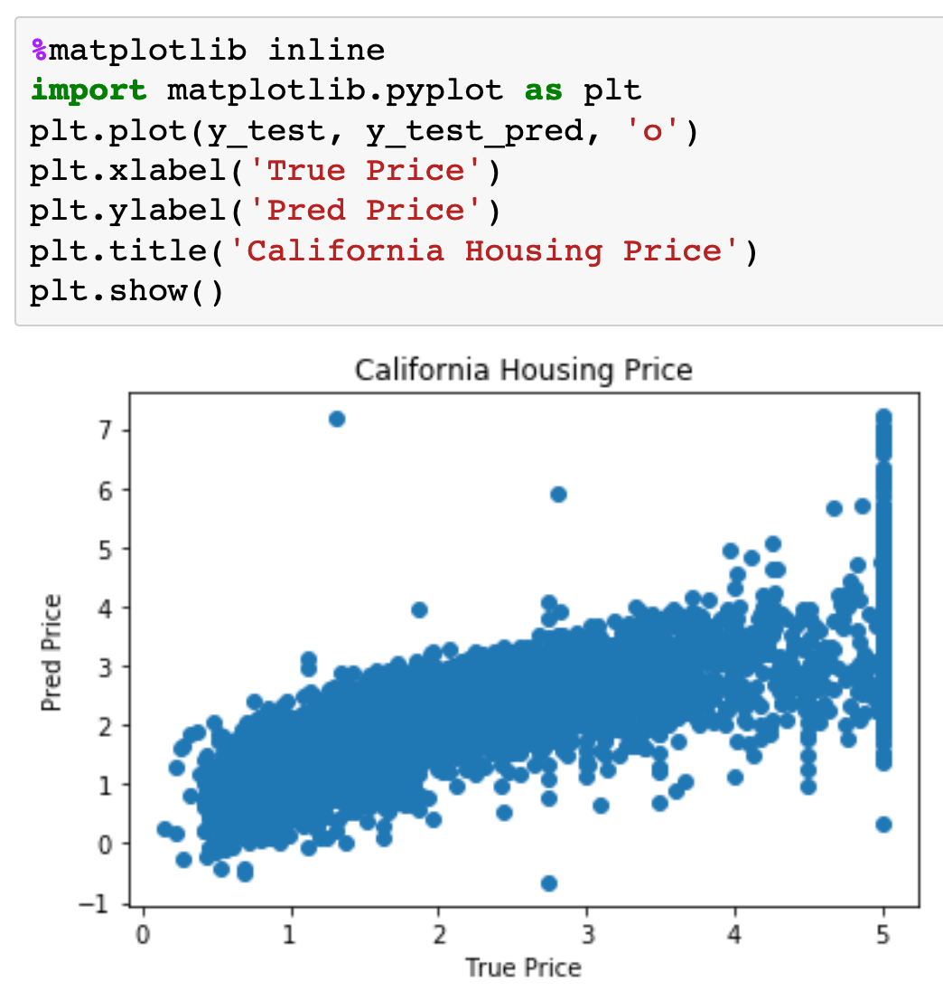 %matplotlib inline
import matplotlib.pyplot as plt
plt.plot(y_test, y_test_pred, 'o')
plt.xlabel('True Price')
plt.ylabel('Pred Price')
plt.title('California Housing Price')
plt.show()
California Housing Price
Pred Price
7
6
5
4
3
2
1
0
−1
0 1 2 3 4 5
True Price